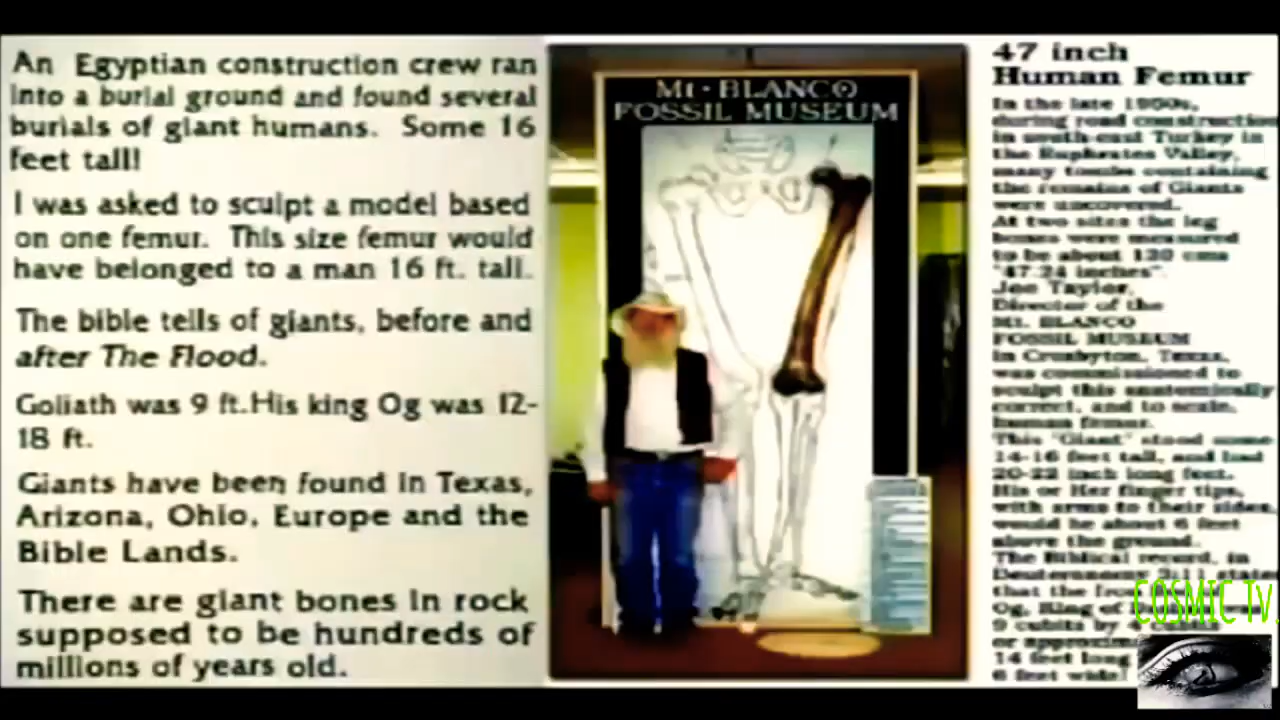 An Egyptian construction crew ran
into a burial ground and found several
burials of giant humans. Some 16
feet tall!
I was asked to sculpt a model based
on one femur. This size femur would
have belonged to a man 16 ft. tall.
The bible tells of giants, before and
after The Flood.
Goliath was 9 ft.His king Og was 12-
18 ft.
Giants have been found in Texas,
Arizona, Ohio, Europe and the
Bible Lands.
There are giant bones in rock
supposed to be hundreds of
millions of years old.
Mt. BLANCO
FOSSIL MUSEUM
47 inch
Human Femur
In the late 1950s,
during road construction
in south-east Turkey in
the Euphrates Valley,
many tombs containing
the remains of Giants
were uncovered.
At two sites the leg
bones were measured
to be about 120 cms
"47.24 inches".
Joe Taylor,
Director of the
Mt. BLANCO
FOSSIL MUSEUM
in Crosbyton, Texas,
was commissioned to
sculpt this anatomically
correct, and to scale,
human femur.
This "Giant" stood some
14-16 feet tall, and had
20-22 inch long feet.
His or Her finger tips,
with arms to their sides,
would be about 6 feet
above the ground.
The Biblical record, in
Deuteronomy 3:11 states
that the
Og, King of
9 cubits by
or
14 feet long
6 feet wide!
COSMIC Tv.